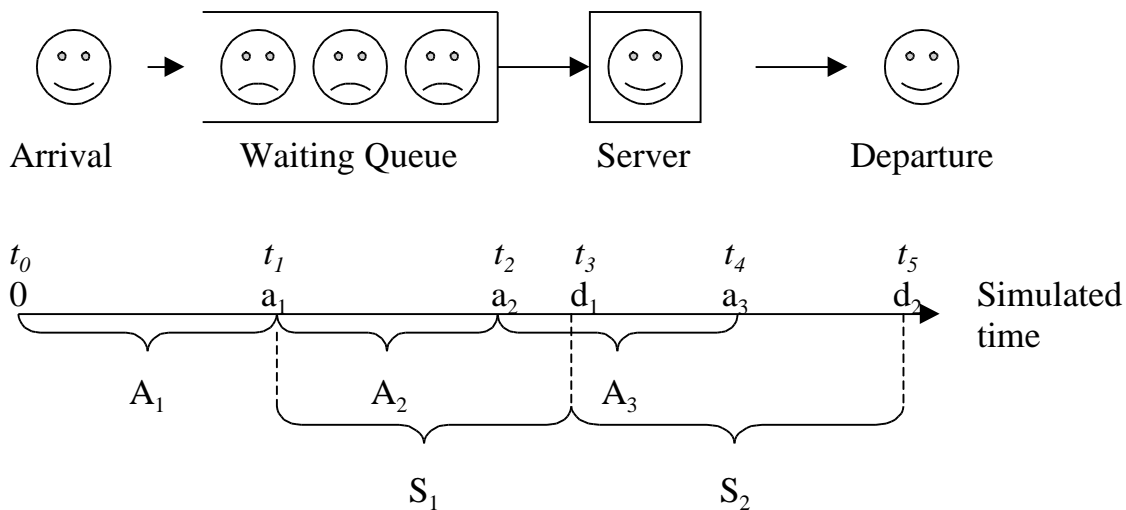 Arrival Waiting Queue Server Departure
t₀ t₁ t₂ t₃ t₄ t₅
0 a₁ a₂ d₁ a₃ d₂ Simulated
time
A₁ A₂ A₃
S₁ S₂